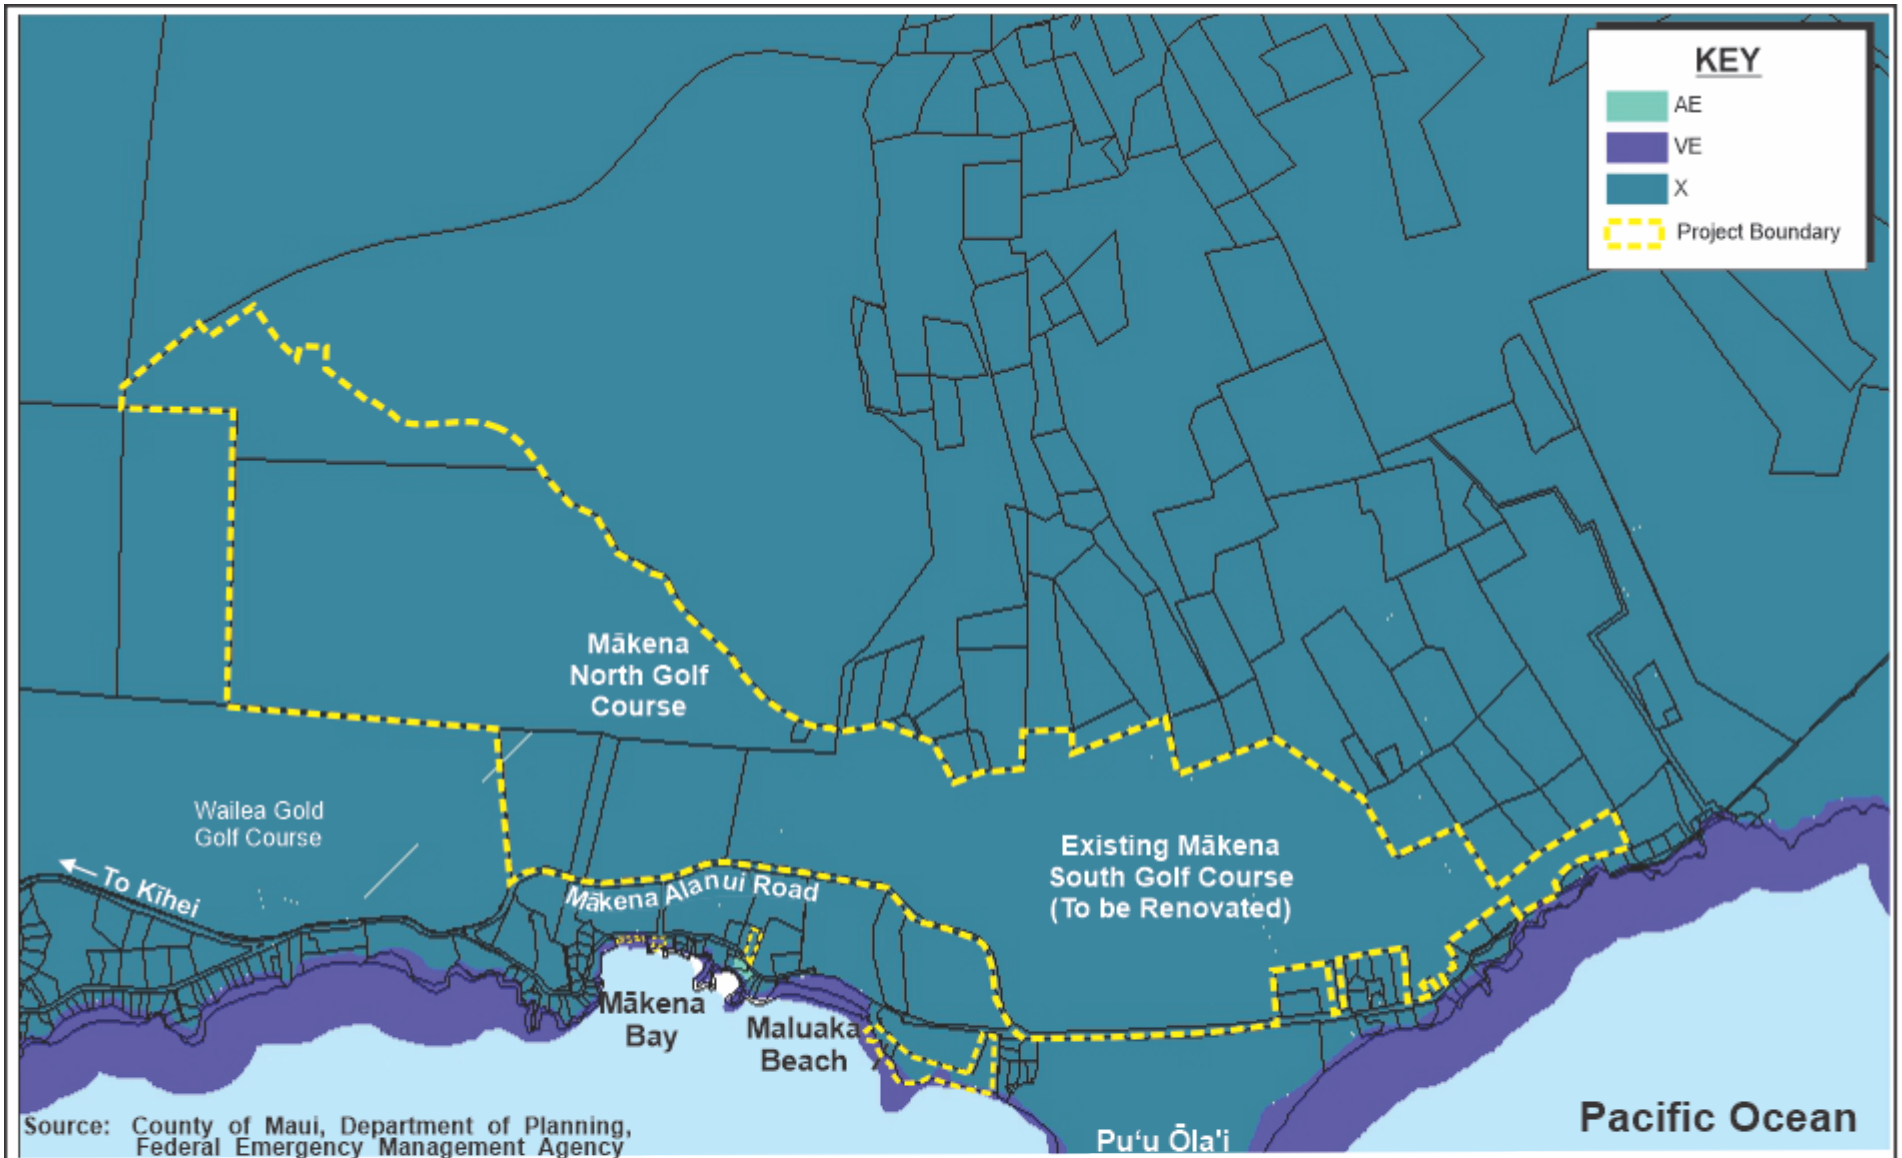 KEY
AE
VE
X
Project Boundary
Mākena
North Golf
Course
Wailea Gold
Golf Course
To Kīhei
Mākena Alanui Road
Existing Mākena
South Golf Course
(To be Renovated)
Mākena
Bay
Maluaka
Beach
Pu‘u Ōla'i
Pacific Ocean
Source: County of Maui, Department of Planning,
Federal Emergency Management Agency